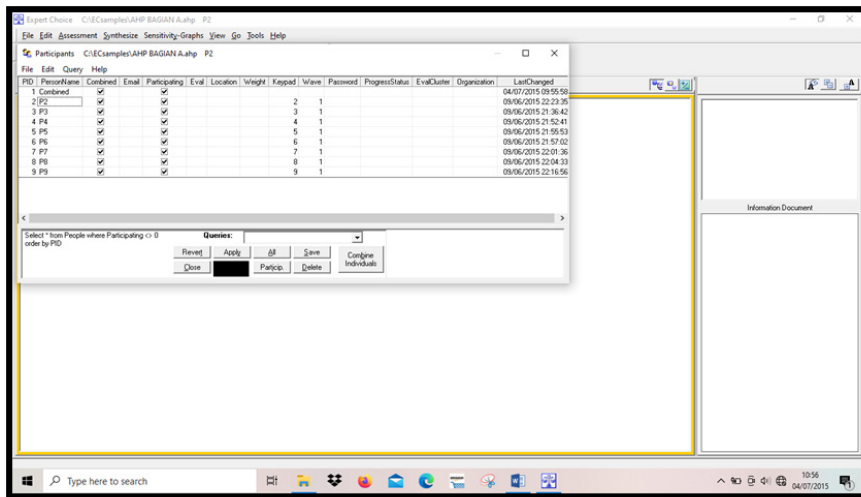 Expert Choice C:\ECsamples\AHP BAGIAN A.ahp P2
File Edit Assessment Synthesize Sensitivity-Graphs View Go Tools Help
Participants C:\ECsamples\AHP BAGIAN A.ahp P2
File Edit Query Help
PID PersonName Combined Email Participating Eval Location Weight Keypad Wave Password ProgressStatus EvalCluster Organization LastChanged
1 Combined 04/07/2015 09:55:58
2 P2 2 1 09/06/2015 22:23:35
3 P3 3 1 09/06/2015 21:36:42
4 P4 4 1 09/06/2015 21:52:41
5 P5 5 1 09/06/2015 21:55:53
6 P6 6 1 09/06/2015 21:57:02
7 P7 7 1 09/06/2015 22:01:36
8 P8 8 1 09/06/2015 22:04:33
9 P9 9 1 09/06/2015 22:16:56
Information Document
Select * from People where Participating <> 0 Queries:
order by PID
Revert Apply All Save Combine Individuals
Close Particip. Delete
Type here to search
10:56
04/07/2015